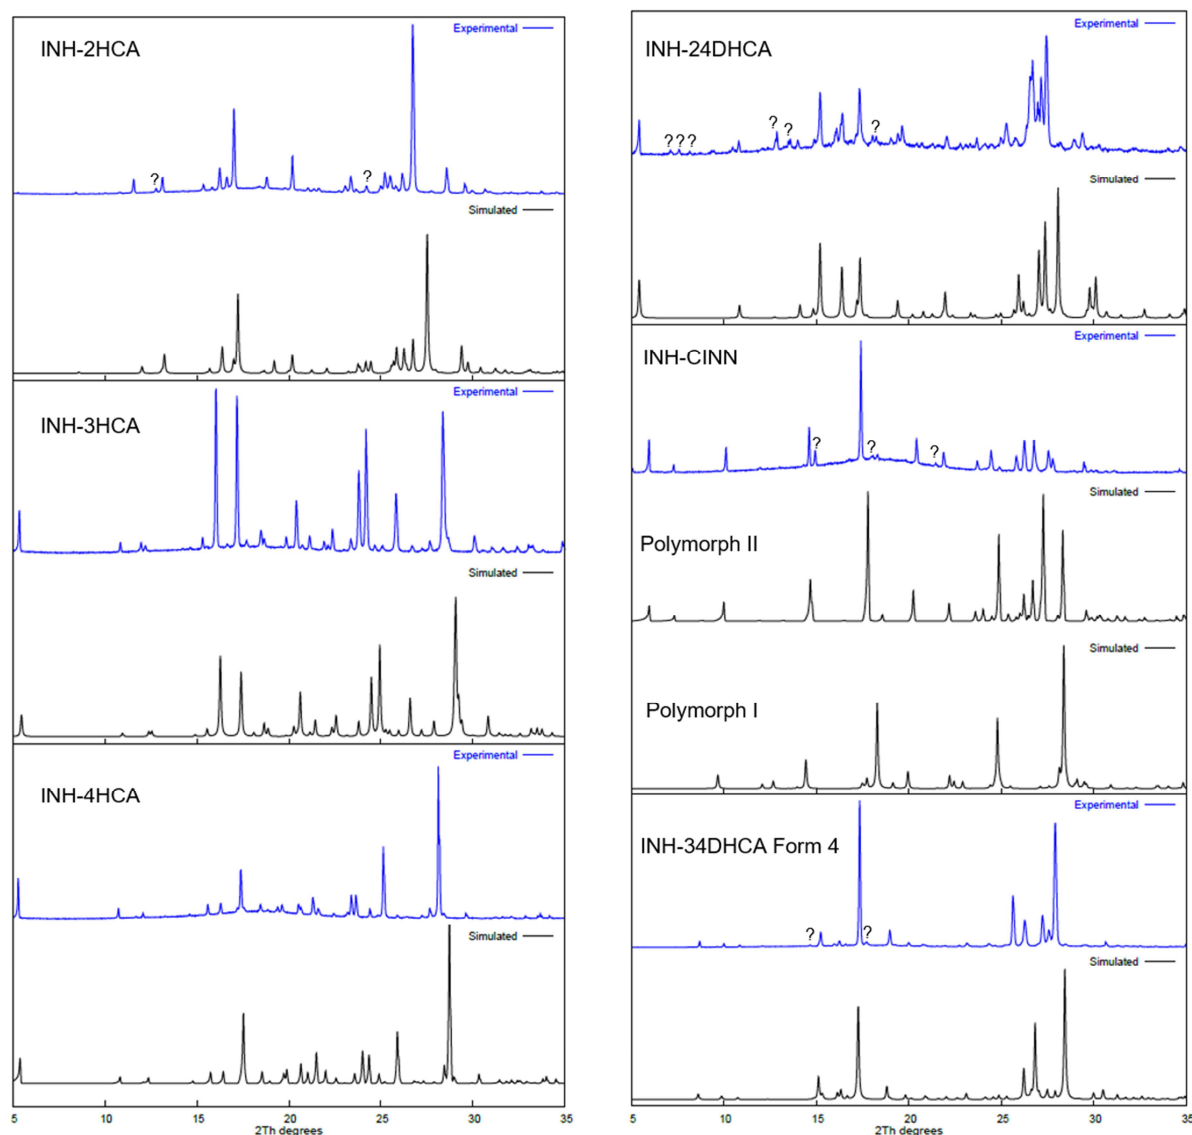 INH-2HCA
Experimental
?
?
Simulated
INH-3HCA
Experimental
Simulated
INH-4HCA
Experimental
Simulated
5 10 15 20 25 30 35
2Th degrees
INH-24DHCA
Experimental
? ? ?
?
?
?
Simulated
INH-CINN
Experimental
?
?
?
Simulated
Polymorph II
Simulated
Polymorph I
INH-34DHCA Form 4
Experimental
?
?
Simulated
5 10 15 20 25 30 35
2Th degrees